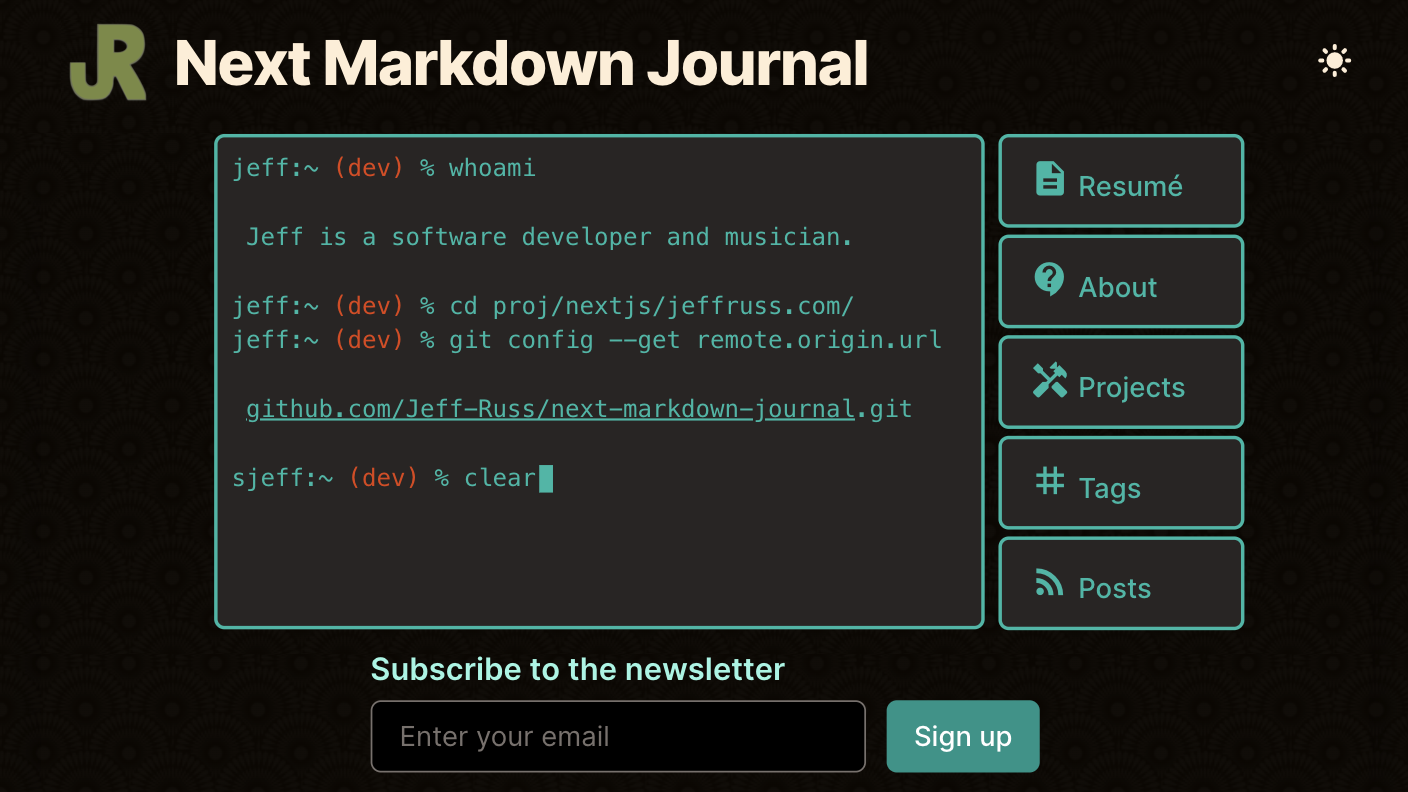 JR Next Markdown Journal
jeff:~ (dev) % whoami
Jeff is a software developer and musician.
jeff:~ (dev) % cd proj/nextjs/jeffruss.com/
jeff:~ (dev) % git config --get remote.origin.url
github.com/Jeff-Russ/next-markdown-journal.git
sjeff:~ (dev) % clear
Resumé
About
Projects
Tags
Posts
Subscribe to the newsletter
Enter your email
Sign up